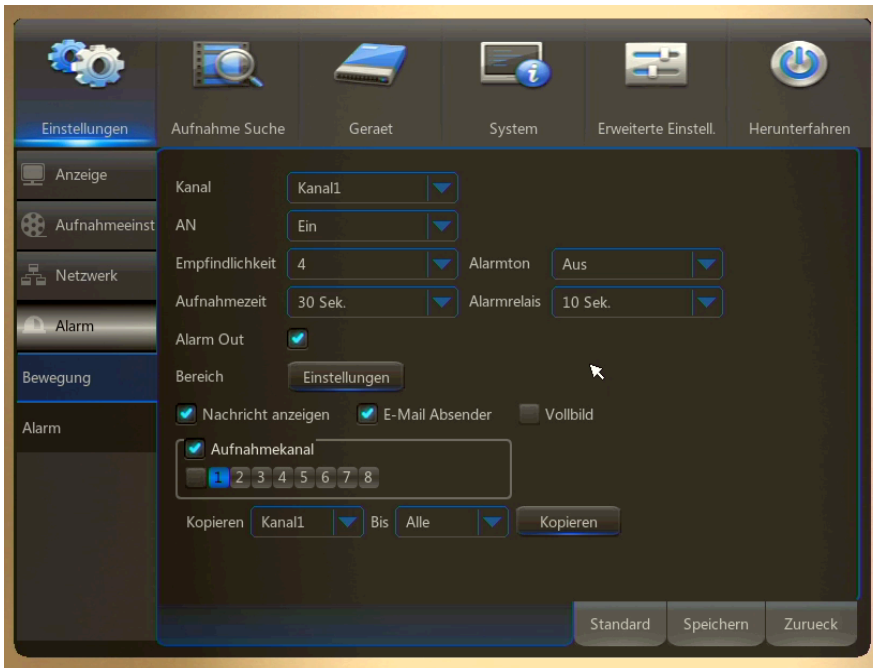 Einstellungen Aufnahme Suche Geraet System Erweiterte Einstell. Herunterfahren
Anzeige
Aufnahmeeinst
Netzwerk
Alarm
Bewegung
Alarm
Kanal Kanal1
AN Ein
Empfindlichkeit 4 Alarmton Aus
Aufnahmezeit 30 Sek. Alarmrelais 10 Sek.
Alarm Out
Bereich Einstellungen
Nachricht anzeigen E-Mail Absender Vollbild
Aufnahmekanal
1 2 3 4 5 6 7 8
Kopieren Kanal1 Bis Alle Kopieren
Standard Speichern Zurueck